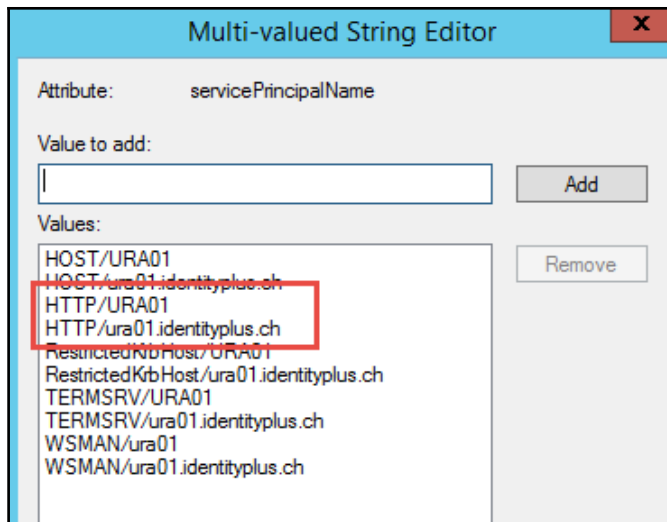 Multi-valued String Editor
x
Attribute: servicePrincipalName
Value to add:
Add
Values:
Remove
HOST/URA01
HOST/ura01.identityplus.ch
HTTP/URA01
HTTP/ura01.identityplus.ch
RestrictedKrbHost/URA01
RestrictedKrbHost/ura01.identityplus.ch
TERMSRV/URA01
TERMSRV/ura01.identityplus.ch
WSMAN/ura01
WSMAN/ura01.identityplus.ch